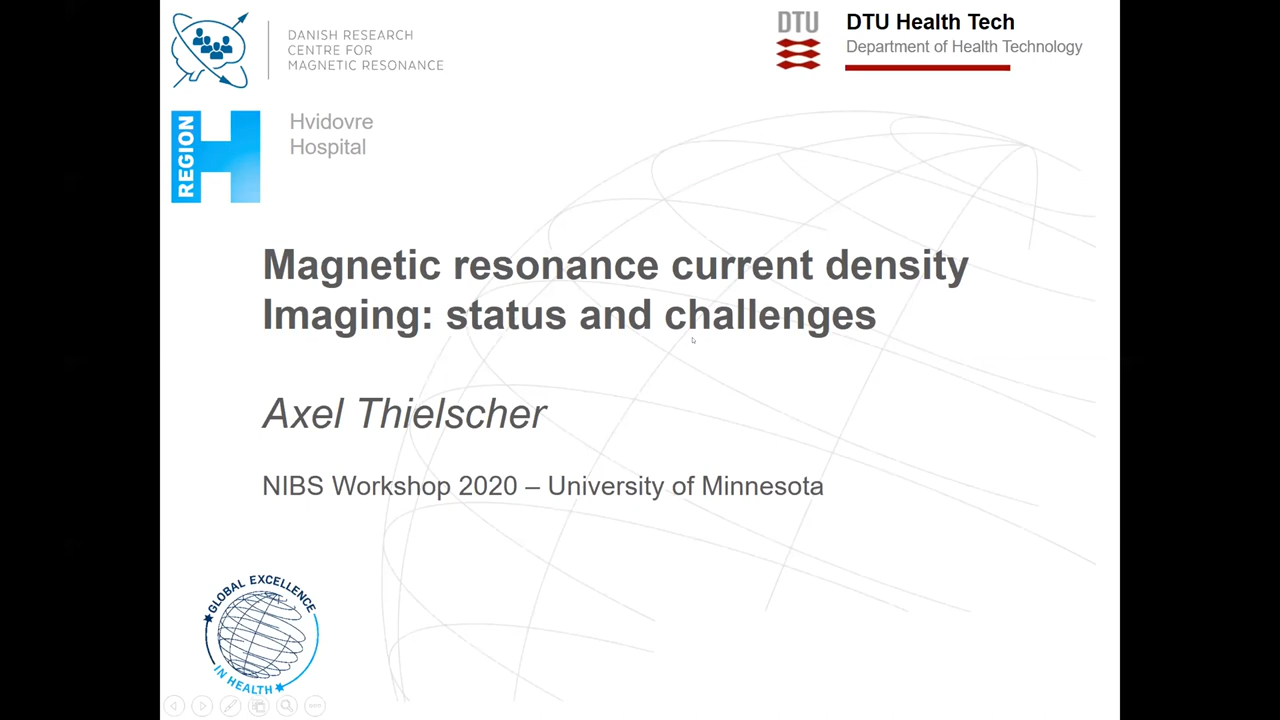 DANISH RESEARCH
CENTRE FOR
MAGNETIC RESONANCE
DTU
DTU Health Tech
Department of Health Technology
REGION H
Hvidovre
Hospital
Magnetic resonance current density
Imaging: status and challenges
Axel Thielscher
NIBS Workshop 2020 – University of Minnesota
GLOBAL EXCELLENCE
IN HEALTH